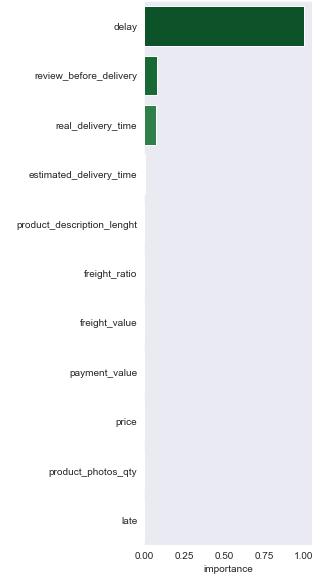 delay
review_before_delivery
real_delivery_time
estimated_delivery_time
product_description_lenght
freight_ratio
freight_value
payment_value
price
product_photos_qty
late
0.00 0.25 0.50 0.75 1.00
importance